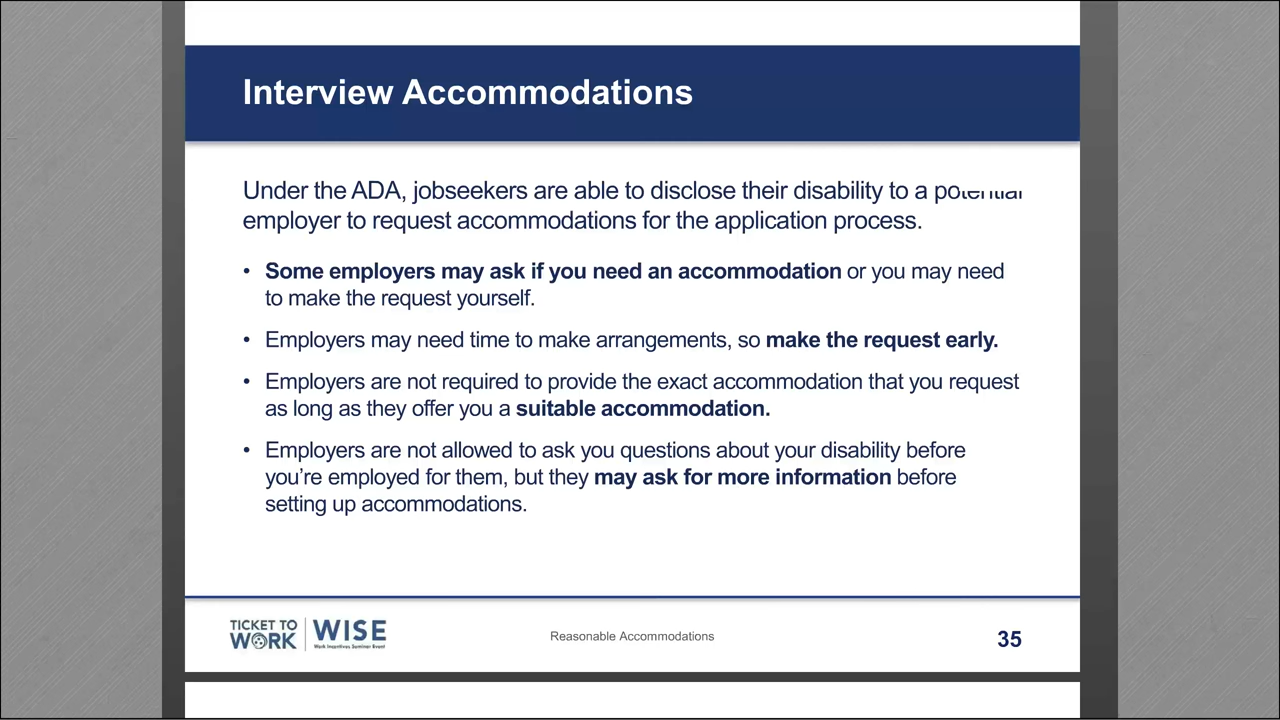 Interview Accommodations
Under the ADA, jobseekers are able to disclose their disability to a potential
employer to request accommodations for the application process.
• Some employers may ask if you need an accommodation or you may need
to make the request yourself.
• Employers may need time to make arrangements, so make the request early.
• Employers are not required to provide the exact accommodation that you request
as long as they offer you a suitable accommodation.
• Employers are not allowed to ask you questions about your disability before
you're employed for them, but they may ask for more information before
setting up accommodations.
TICKET TO
WORK
WISE
Work Incentives Seminar Event
Reasonable Accommodations
35